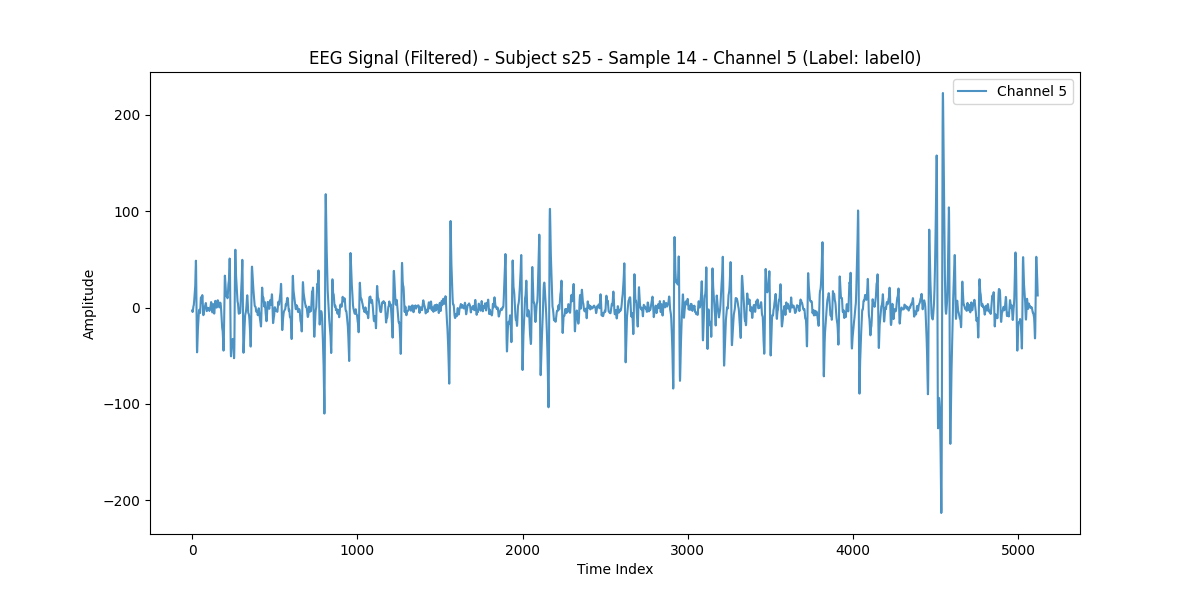 EEG Signal (Filtered) - Subject s25 - Sample 14 - Channel 5 (Label: label0)
Channel 5
200
100
0
−100
−200
Amplitude
0
1000
2000
3000
4000
5000
Time Index